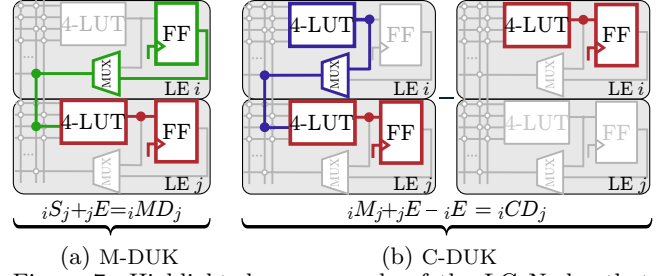 4-LUT FF 4-LUT FF 4-LUT FF
MUX MUX MUX
LE i LE i LE i
4-LUT FF 4-LUT FF − 4-LUT FF
MUX MUX MUX
LE j LE j LE j
ᵢSⱼ+ⱼE=ᵢMDⱼ ᵢMⱼ+ⱼE − ᵢE = ᵢCDⱼ
(a) M-DUK (b) C-DUK